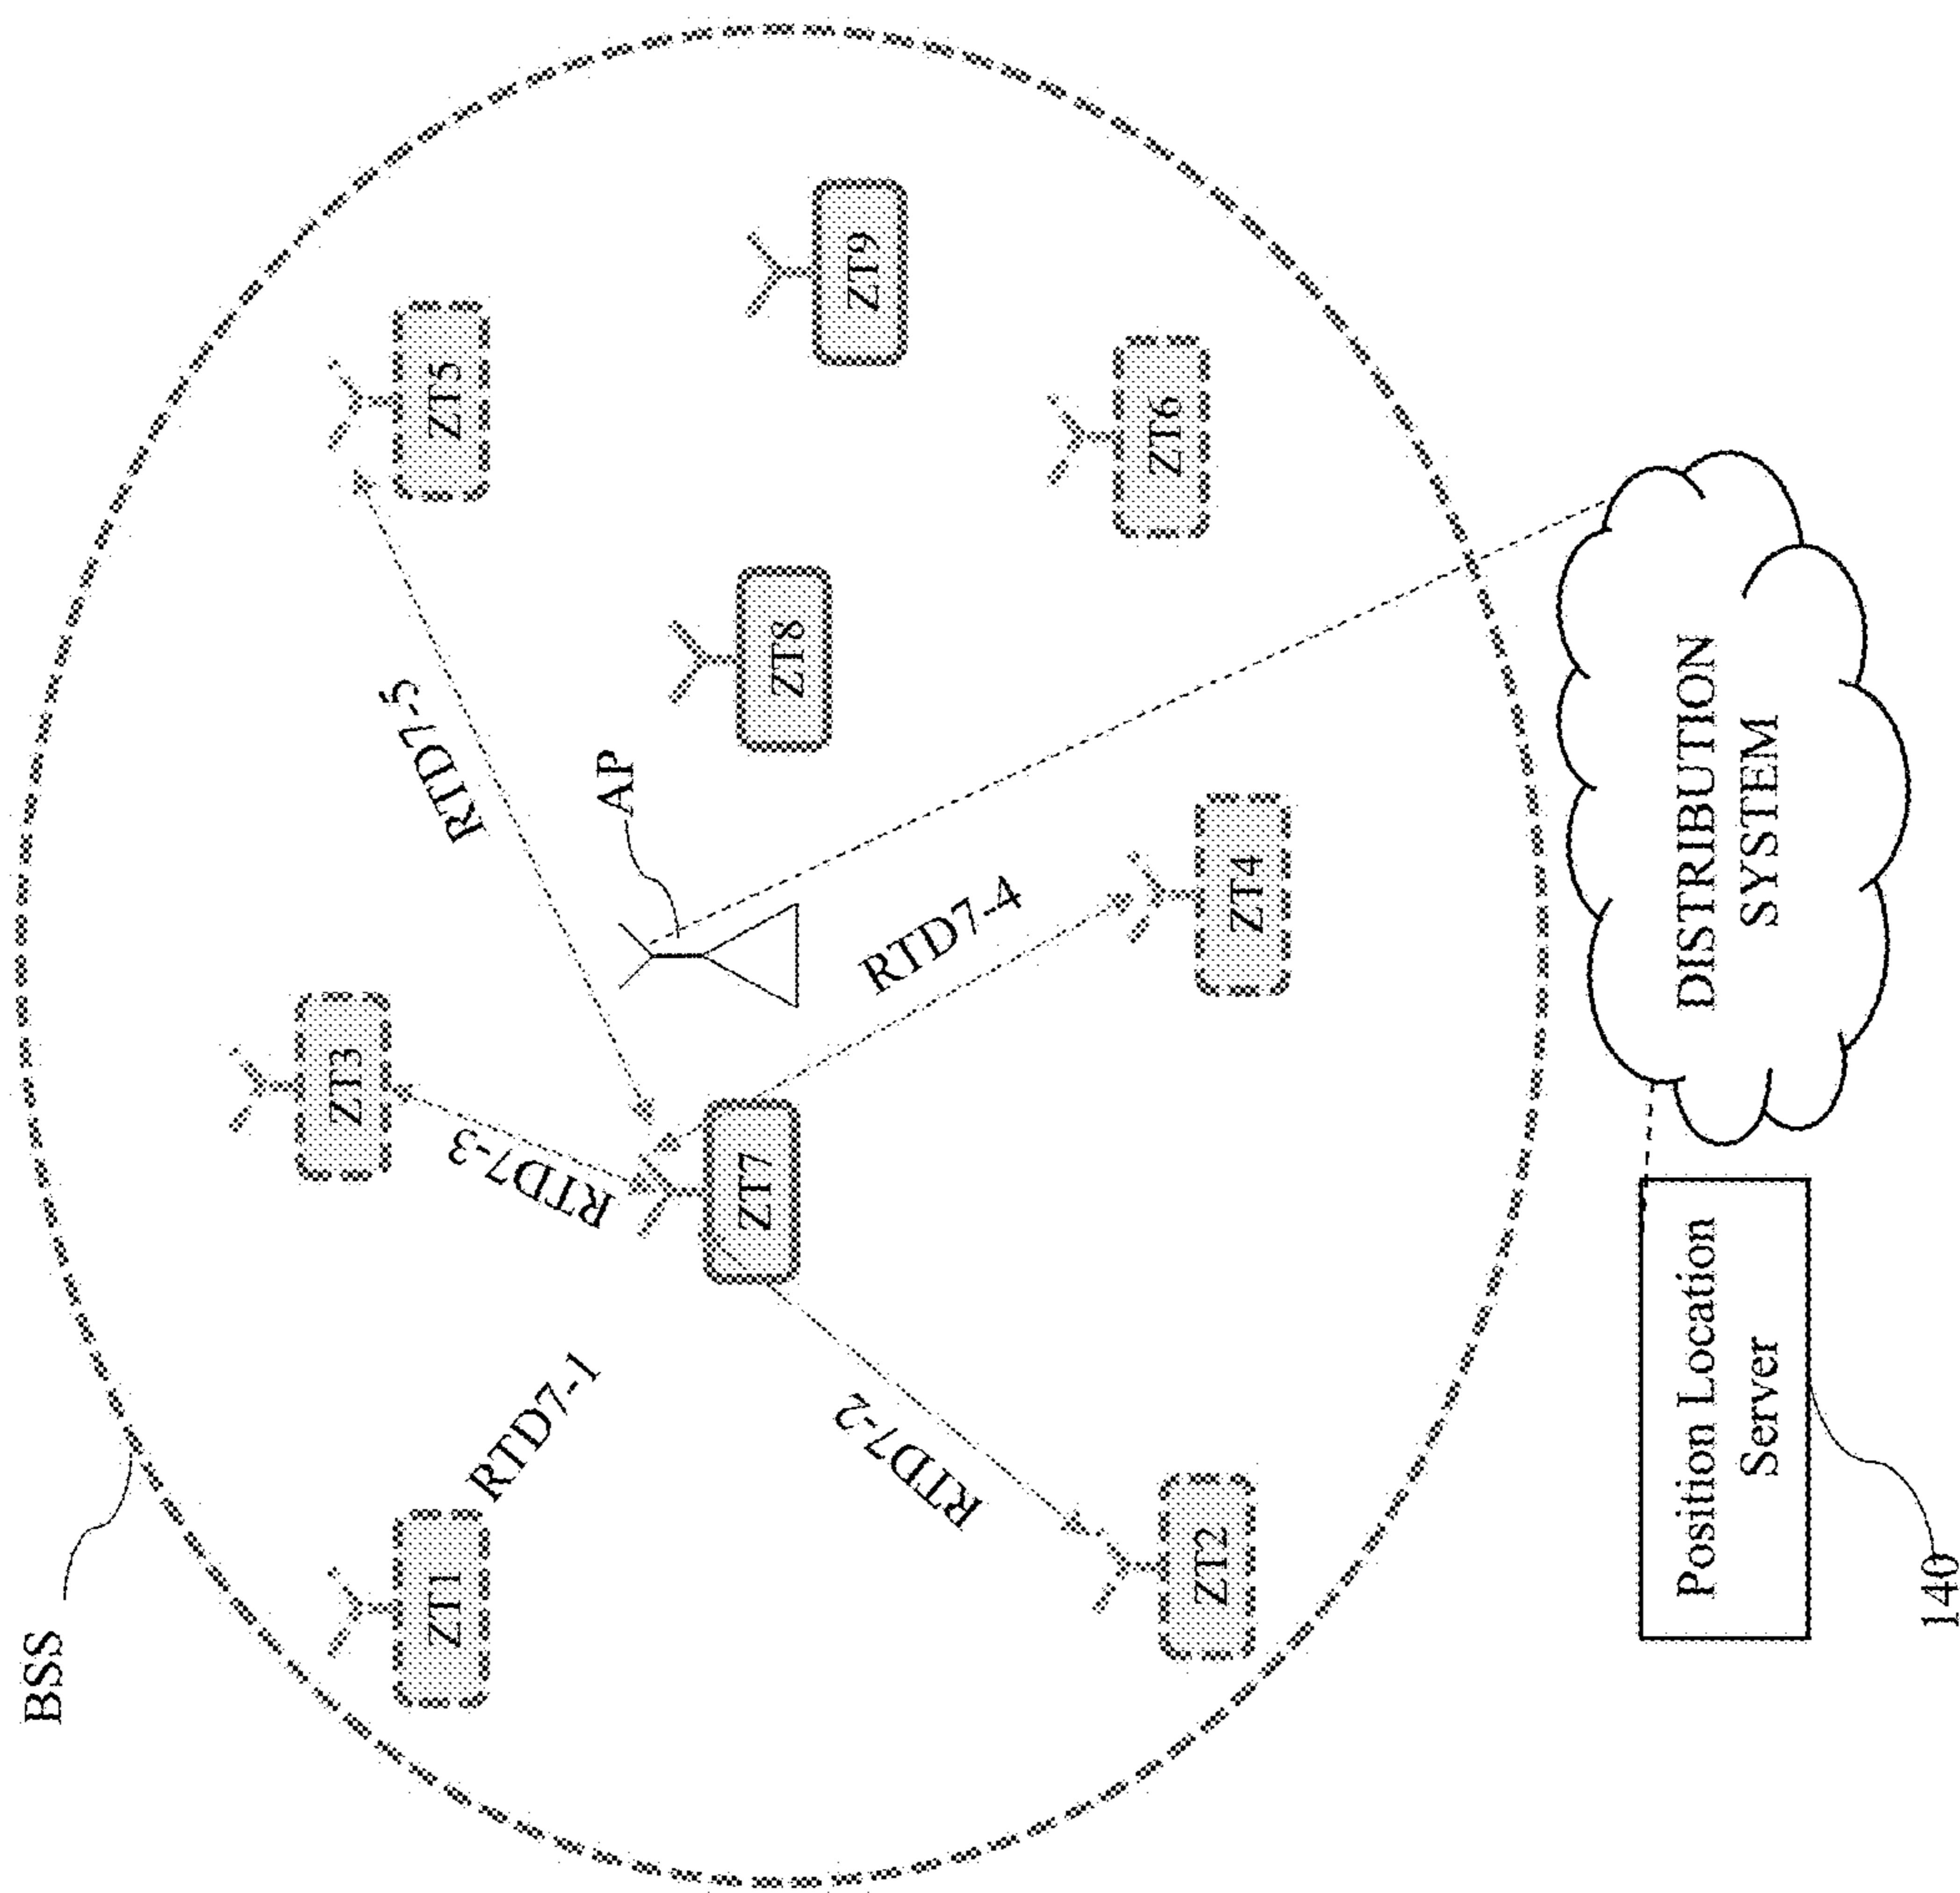 BSS
ZT1
RTD7-1
ZT2
RTD7-2
ZT3
RTD7-3
ZT7
RTD7-5
AP
RTD7-4
ZT4
ZT8
ZT5
ZT9
ZT6
DISTRIBUTION
SYSTEM
Position Location
Server
140